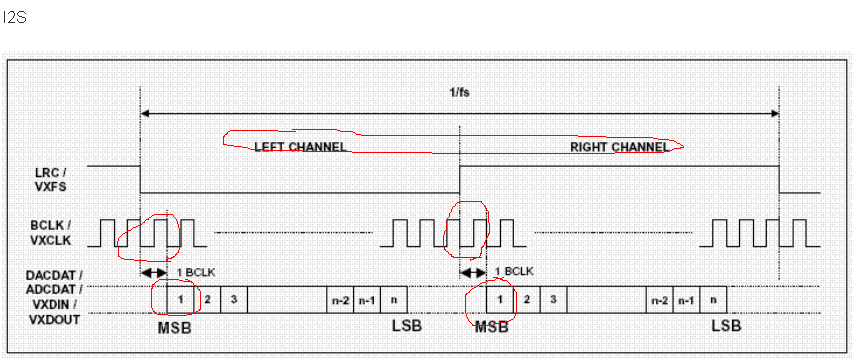 I2S
1/fs
LEFT CHANNEL RIGHT CHANNEL
LRC /
VXFS
BCLK /
VXCLK
1 BCLK 1 BCLK
DACDAT /
ADCDAT /
VXDIN /
VXDOUT
1 2 3 n-2 n-1 n 1 2 3 n-2 n-1 n
MSB LSB MSB LSB